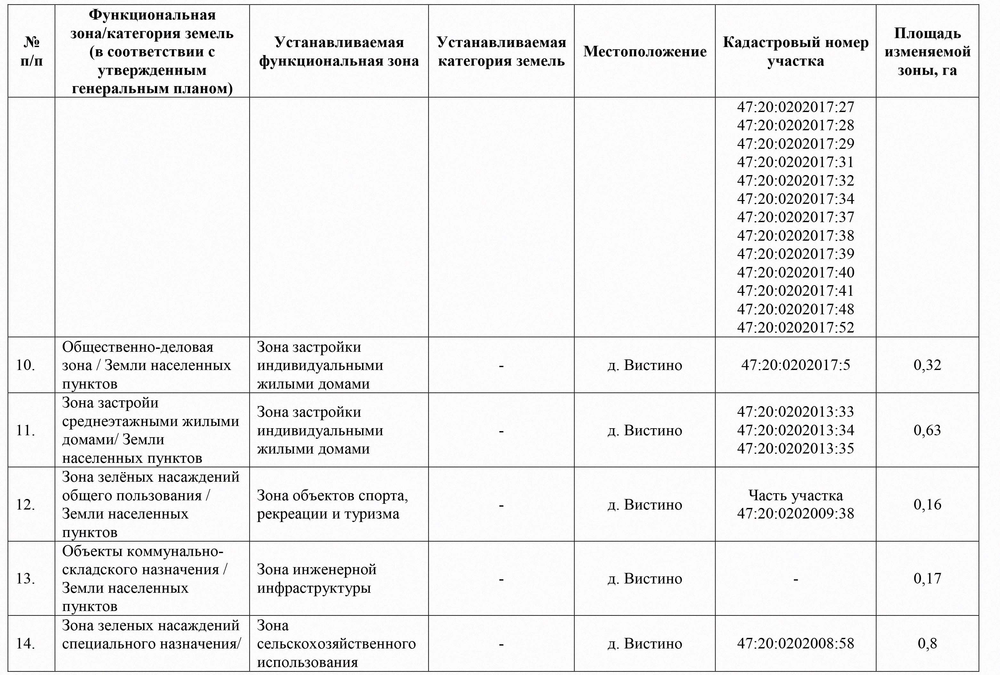 №
п/п
Функциональная
зона/категория земель
(в соответствии с
утвержденным
генеральным планом)
Устанавливаемая
функциональная зона
Устанавливаемая
категория земель
Местоположение
Кадастровый номер
участка
Площадь
изменяемой
зоны, га
47:20:0202017:27
47:20:0202017:28
47:20:0202017:29
47:20:0202017:31
47:20:0202017:32
47:20:0202017:34
47:20:0202017:37
47:20:0202017:38
47:20:0202017:39
47:20:0202017:40
47:20:0202017:41
47:20:0202017:48
47:20:0202017:52
10.
Общественно-деловая
зона / Земли населенных
пунктов
Зона застройки
индивидуальными
жилыми домами
-
д. Вистино
47:20:0202017:5
0,32
11.
Зона застройи
среднеэтажными жилыми
домами/ Земли
населенных пунктов
Зона застройки
индивидуальными
жилыми домами
-
д. Вистино
47:20:0202013:33
47:20:0202013:34
47:20:0202013:35
0,63
12.
Зона зелёных насаждений
общего пользования /
Земли населенных
пунктов
Зона объектов спорта,
рекреации и туризма
-
д. Вистино
Часть участка
47:20:0202009:38
0,16
13.
Объекты коммунально-
складского назначения /
Земли населенных
пунктов
Зона инженерной
инфраструктуры
-
д. Вистино
-
0,17
14.
Зона зеленых насаждений
специального назначения/
Зона
сельскохозяйственного
использования
-
д. Вистино
47:20:0202008:58
0,8